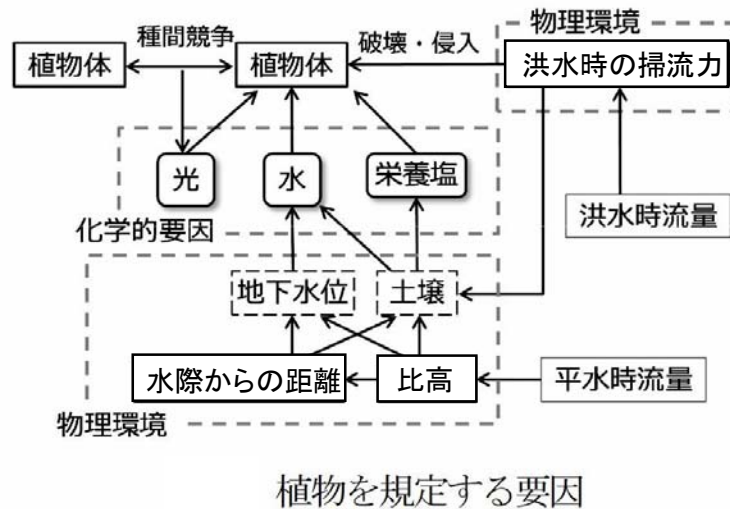 種間競争
物理環境
植物体
植物体
破壊・侵入
洪水時の掃流力
光
水
栄養塩
化学的要因
洪水時流量
地下水位
土壌
水際からの距離
比高
平水時流量
物理環境
植物を規定する要因